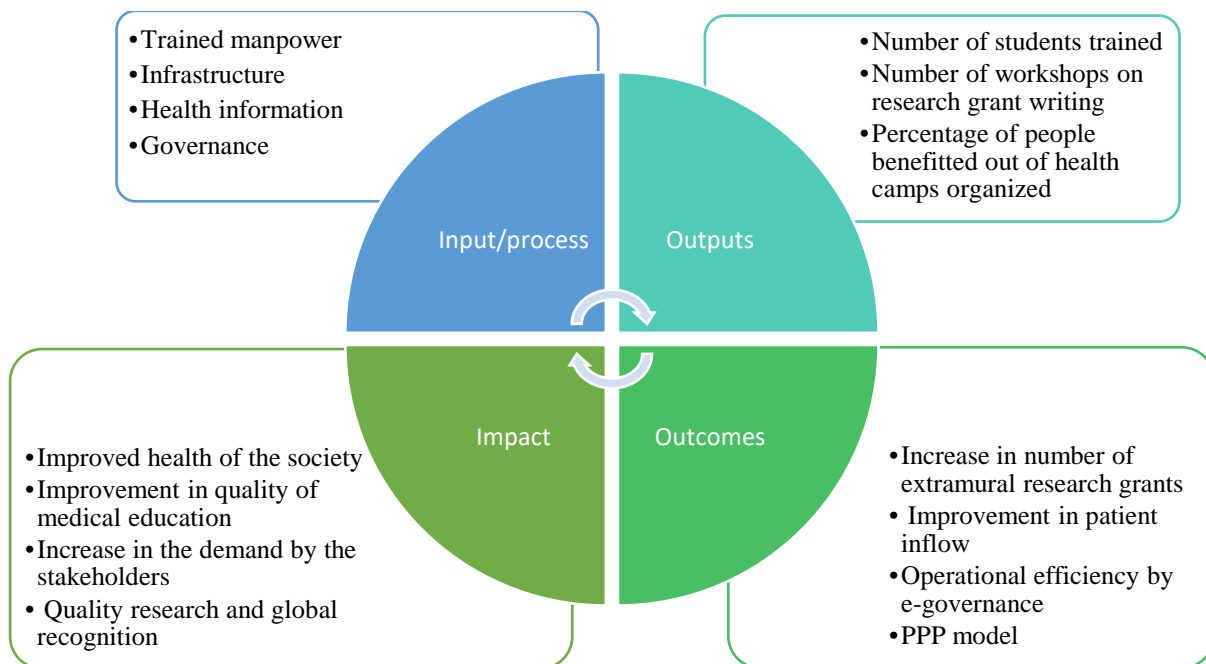 •Trained manpower
•Infrastructure
•Health information
•Governance
•Number of students trained
•Number of workshops on
research grant writing
•Percentage of people
benefitted out of health
camps organized
Input/process
Outputs
Impact
Outcomes
•Improved health of the society
•Improvement in quality of
medical education
•Increase in the demand by the
stakeholders
• Quality research and global
recognition
•Increase in number of
extramural research grants
• Improvement in patient
inflow
•Operational efficiency by
e-governance
•PPP model